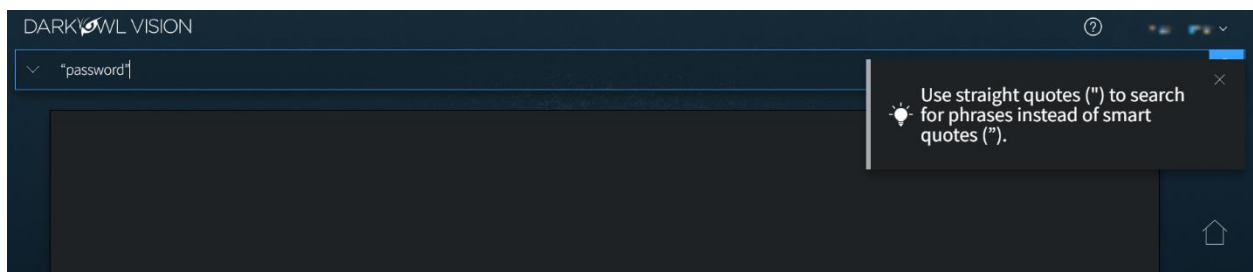 DARKOWL VISION
“password”
Use straight quotes (") to search
for phrases instead of smart
quotes (”).